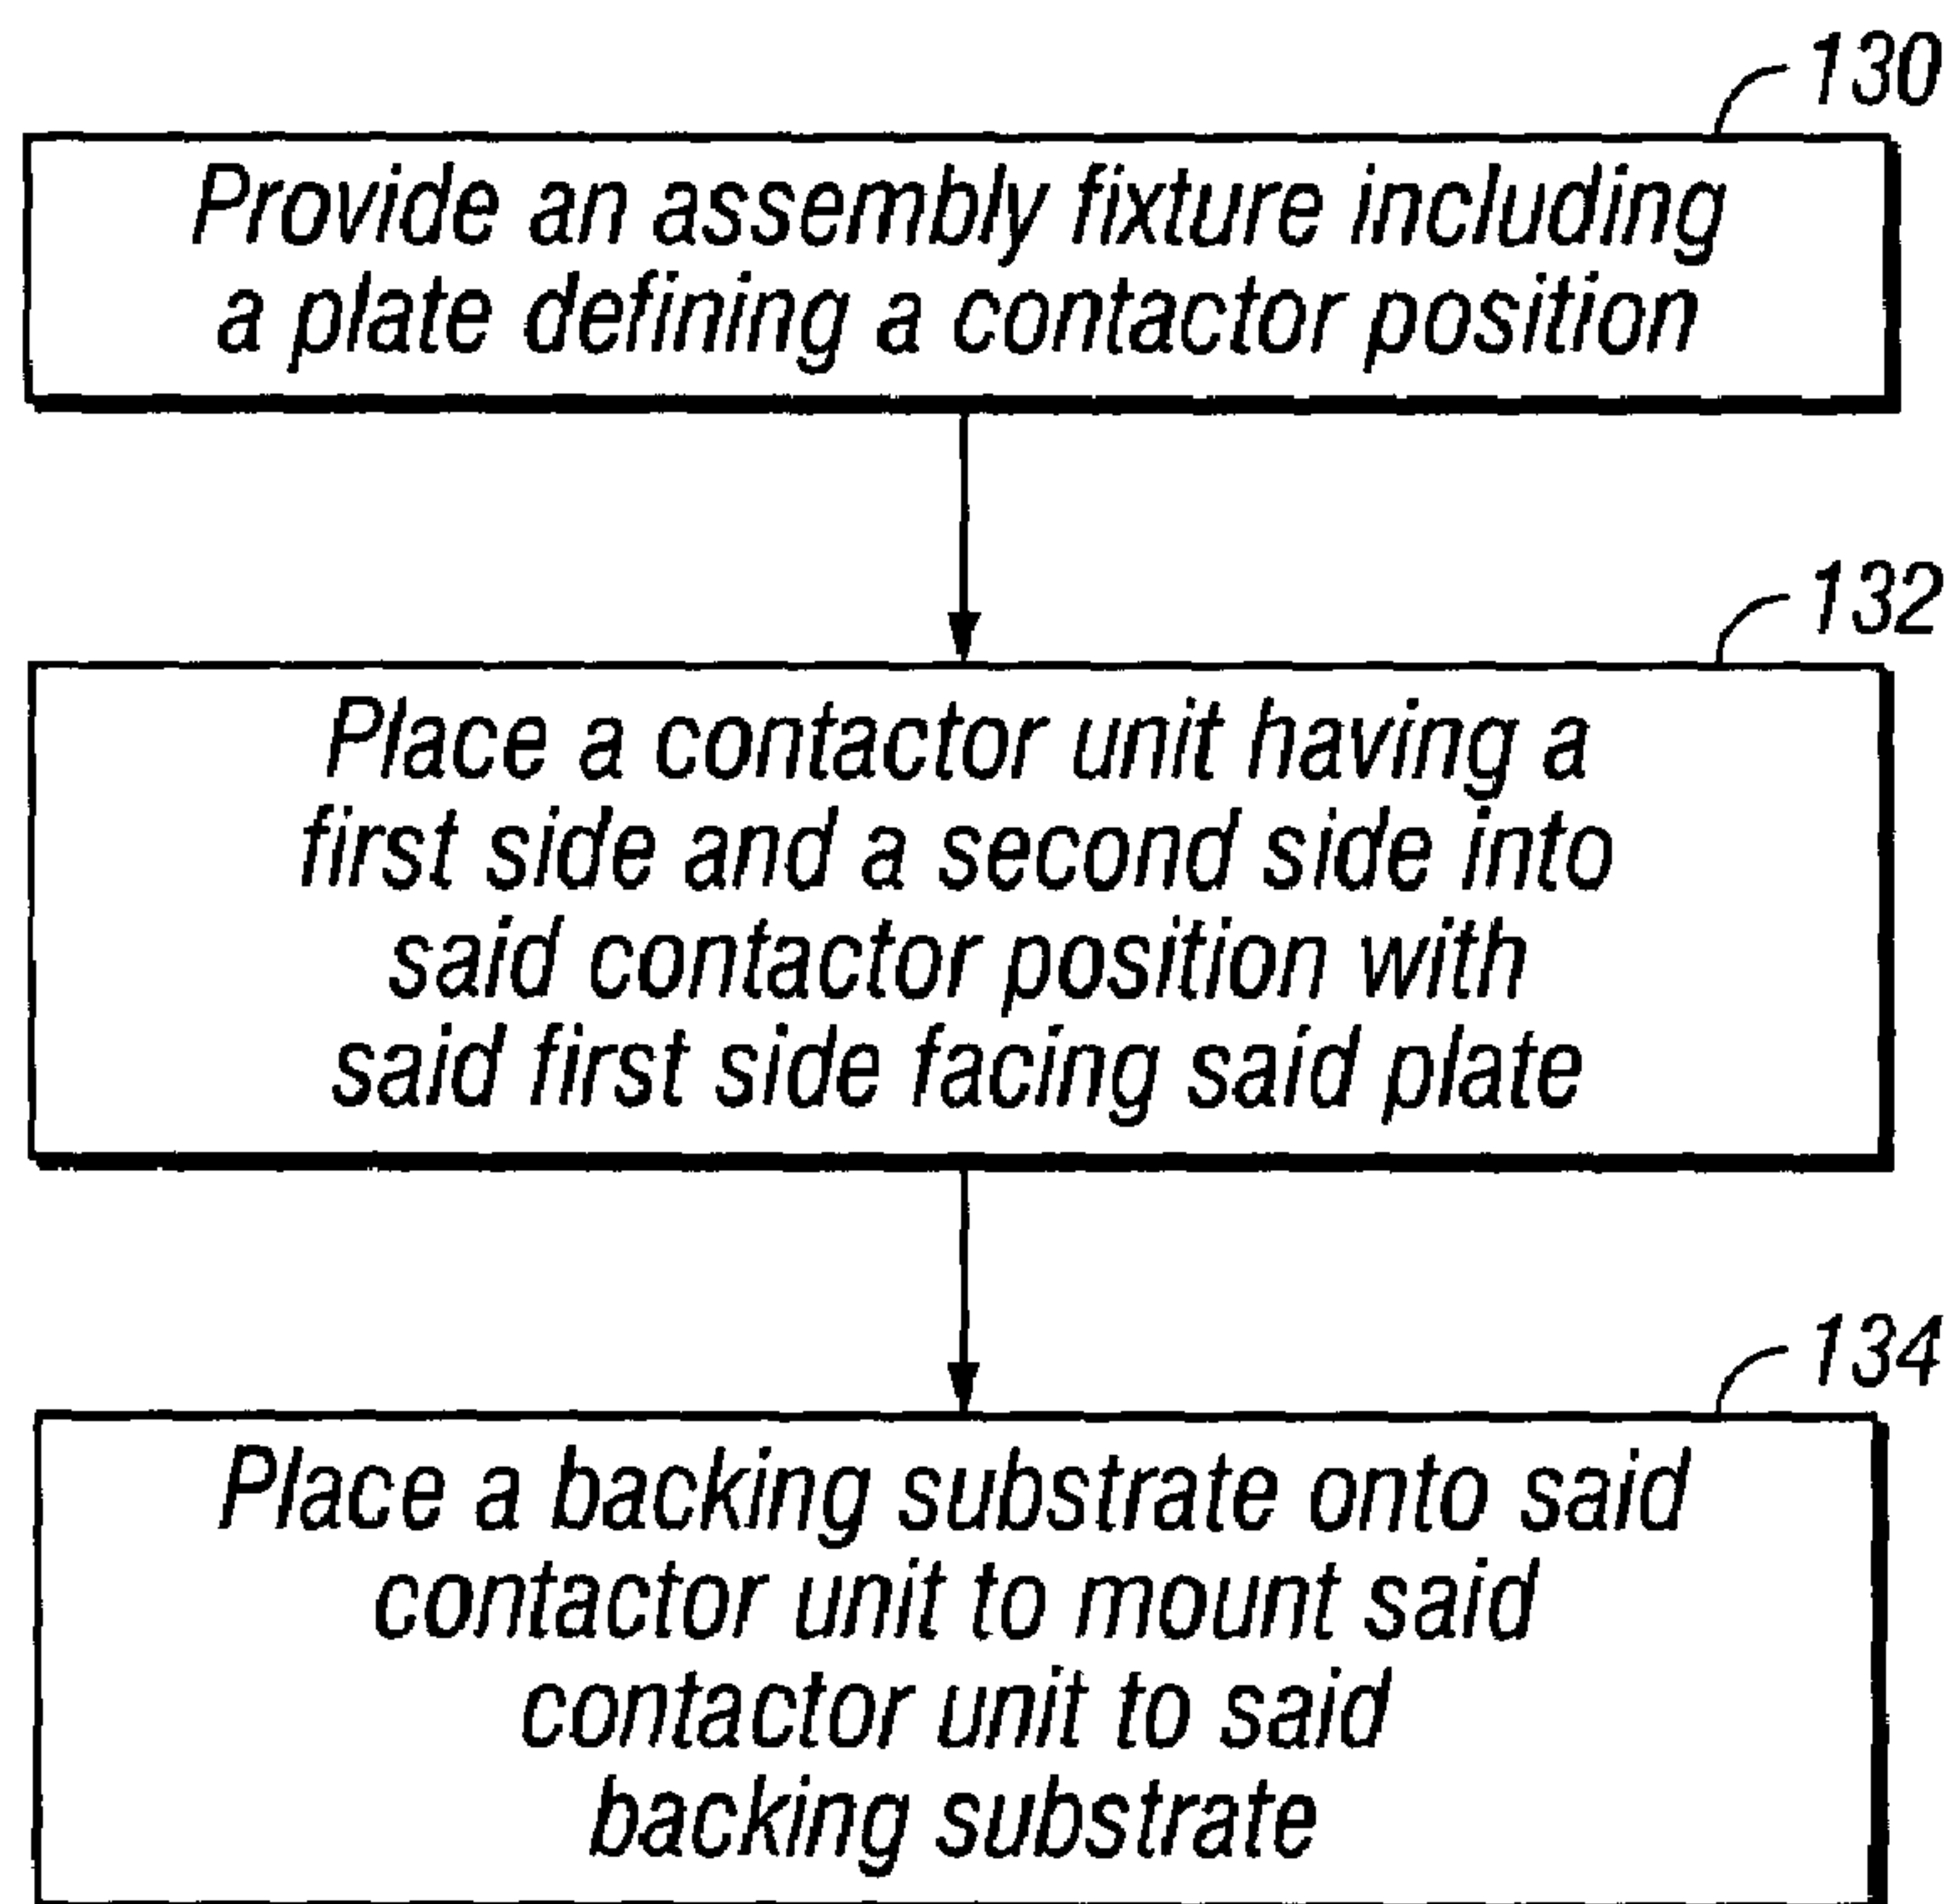 130
Provide an assembly fixture including
a plate defining a contactor position
132
Place a contactor unit having a
first side and a second side into
said contactor position with
said first side facing said plate
134
Place a backing substrate onto said
contactor unit to mount said
contactor unit to said
backing substrate